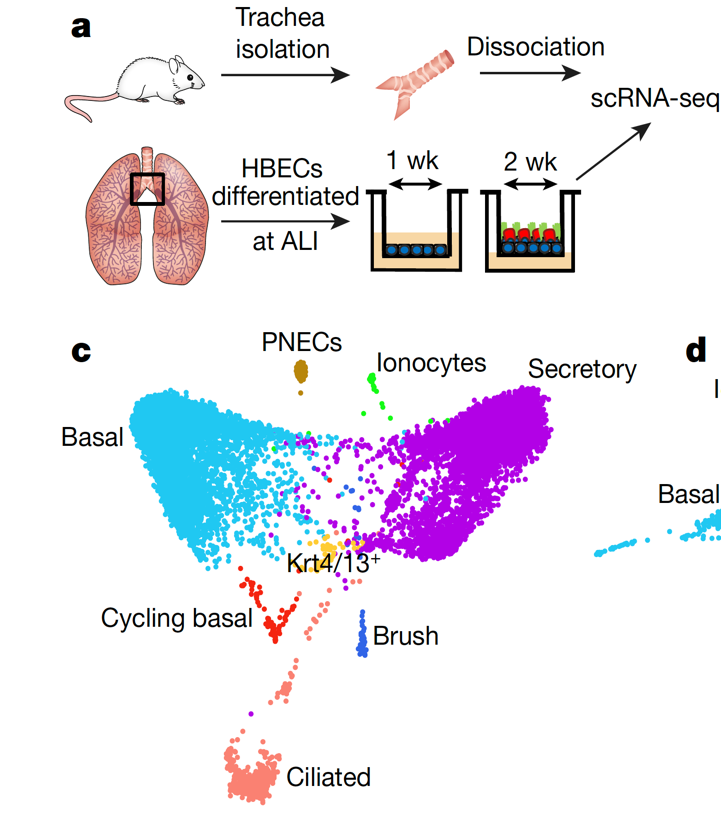 a
Trachea
isolation
Dissociation
scRNA-seq
HBECs
differentiated
at ALI
1 wk
2 wk
c
d
PNECs
Ionocytes
Secretory
I
Basal
Basal
Krt4/13⁺
Cycling basal
Brush
Ciliated